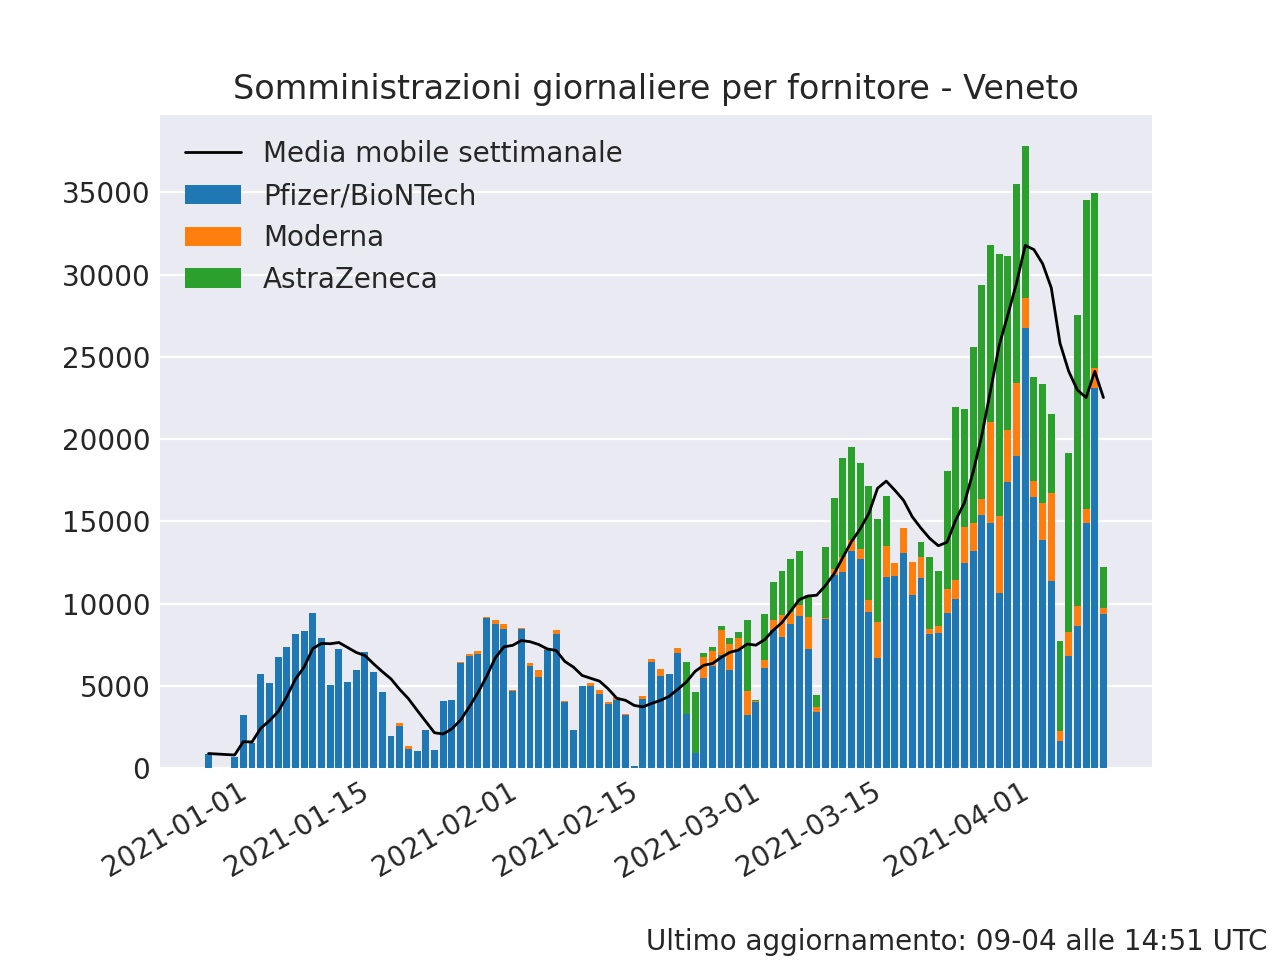 Somministrazioni giornaliere per fornitore - Veneto
Media mobile settimanale
Pfizer/BioNTech
Moderna
AstraZeneca
35000
30000
25000
20000
15000
10000
5000
0
2021-01-01
2021-01-15
2021-02-01
2021-02-15
2021-03-01
2021-03-15
2021-04-01
Ultimo aggiornamento: 09-04 alle 14:51 UTC